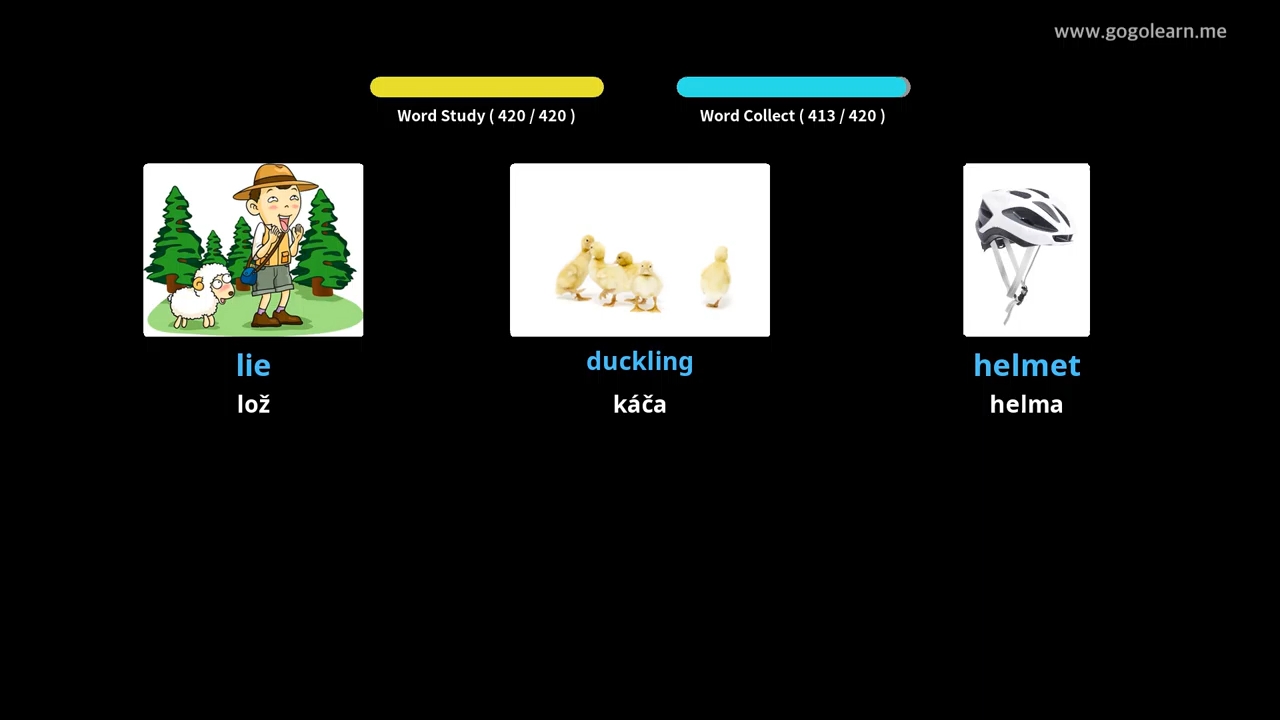 www.gogolearn.me
Word Study ( 420 / 420 )
Word Collect ( 413 / 420 )
lie
duckling
helmet
lož
káča
helma